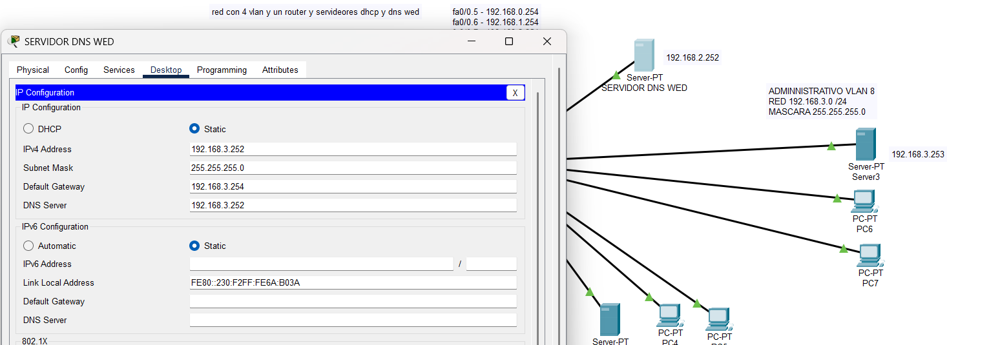 red con 4 vlan y un router y servideores dhcp y dns wed
fa0/0.5 - 192.168.0.254
fa0/0.6 - 192.168.1.254
SERVIDOR DNS WED
Physical
Config
Services
Desktop
Programming
Attributes
IP Configuration
X
IP Configuration
DHCP
Static
IPv4 Address
192.168.3.252
Subnet Mask
255.255.255.0
Default Gateway
192.168.3.254
DNS Server
192.168.3.252
IPv6 Configuration
Automatic
Static
IPv6 Address
/
Link Local Address
FE80::230:F2FF:FE6A:B03A
Default Gateway
DNS Server
802.1X
192.168.2.252
Server-PT
SERVIDOR DNS WED
ADMINNISTRATIVO VLAN 8
RED 192.168.3.0 /24
MASCARA 255.255.255.0
192.168.3.253
Server-PT
Server3
PC-PT
PC6
PC-PT
PC7
Server-PT
PC-PT
PC4
PC-PT